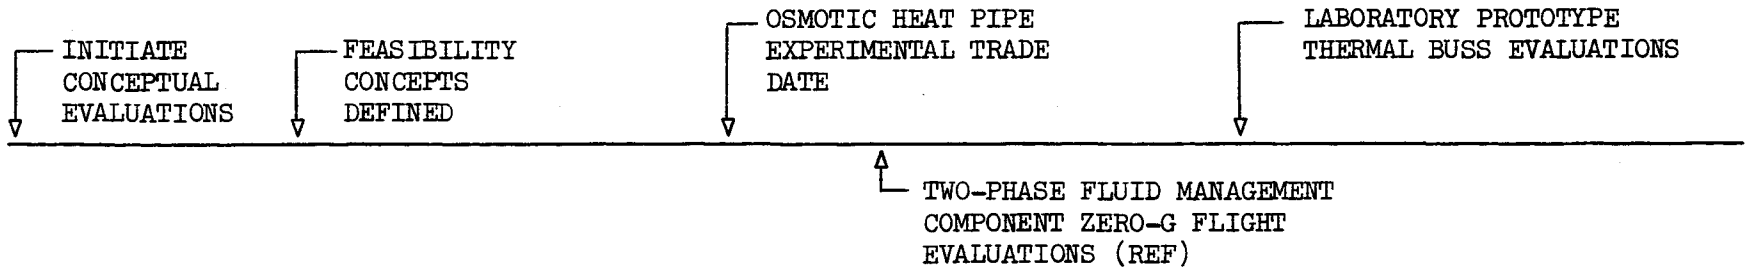 INITIATE
CONCEPTUAL
EVALUATIONS
FEASIBILITY
CONCEPTS
DEFINED
OSMOTIC HEAT PIPE
EXPERIMENTAL TRADE
DATE
LABORATORY PROTOTYPE
THERMAL BUSS EVALUATIONS
TWO-PHASE FLUID MANAGEMENT
COMPONENT ZERO-G FLIGHT
EVALUATIONS (REF)